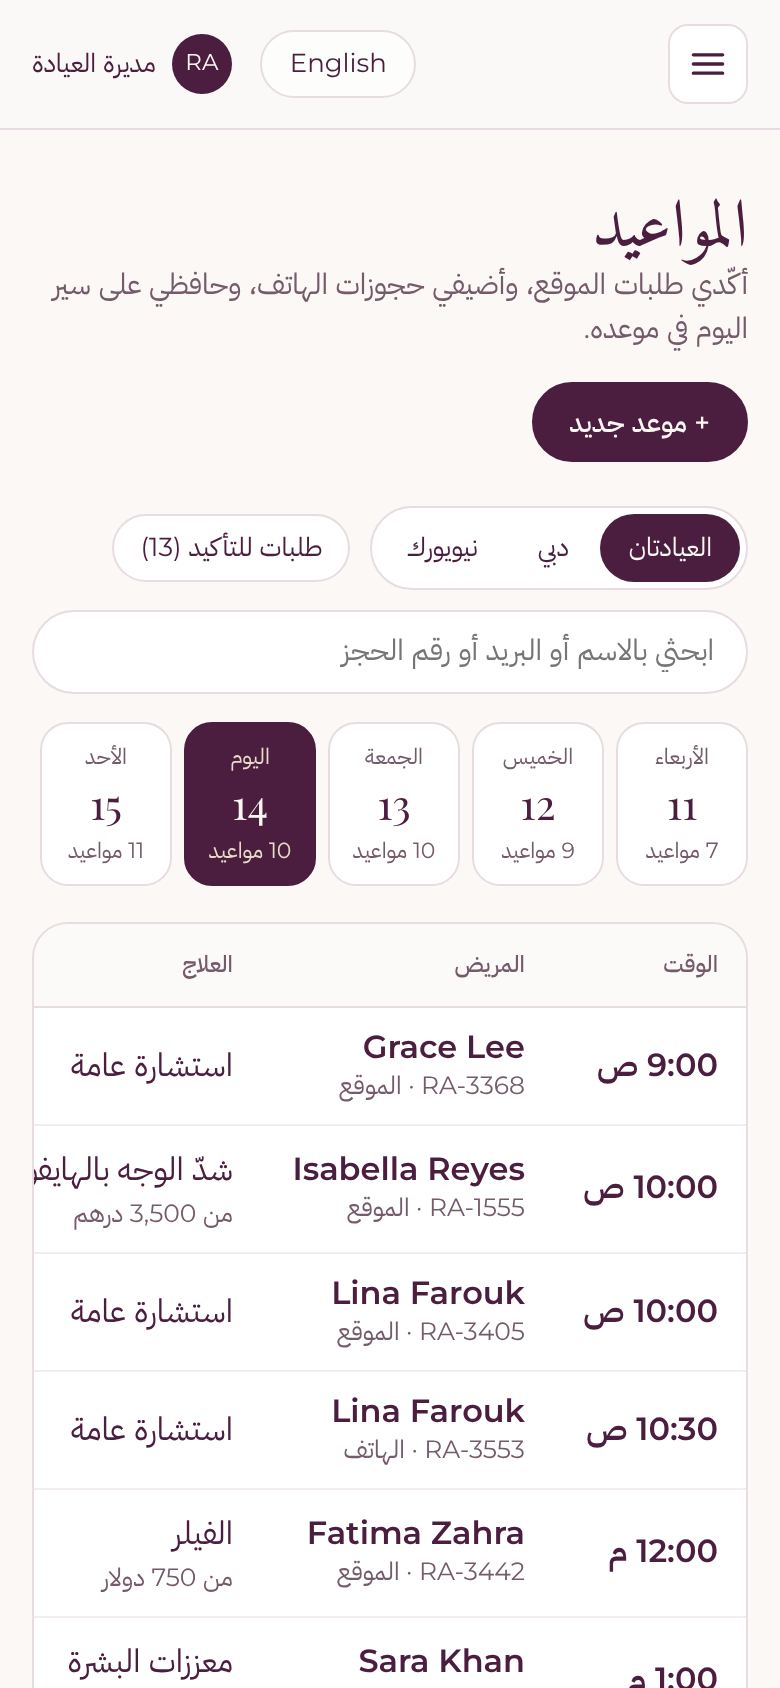 English
RA
مديرة العيادة
المواعيد
أكّدي طلبات الموقع، وأضيفي حجوزات الهاتف، وحافظي على سير
اليوم في موعده.
+ موعد جديد
العيادتان
دبي
نيويورك
طلبات للتأكيد (13)
ابحثي بالاسم أو البريد أو رقم الحجز
الأربعاء
11
7 مواعيد
الخميس
12
9 مواعيد
الجمعة
13
10 مواعيد
اليوم
14
10 مواعيد
الأحد
15
11 مواعيد
الوقت
المريض
العلاج
9:00 ص
Grace Lee
RA-3368 · الموقع
استشارة عامة
10:00 ص
Isabella Reyes
RA-1555 · الموقع
شدّ الوجه
من 3,500 درهم
10:00 ص
Lina Farouk
RA-3405 · الموقع
استشارة عامة
10:30 ص
Lina Farouk
RA-3553 · الهاتف
استشارة عامة
12:00 م
Fatima Zahra
RA-3442 · الموقع
الفيلر
من 750 دولار
1:00 م
Sara Khan
معززات البشرة